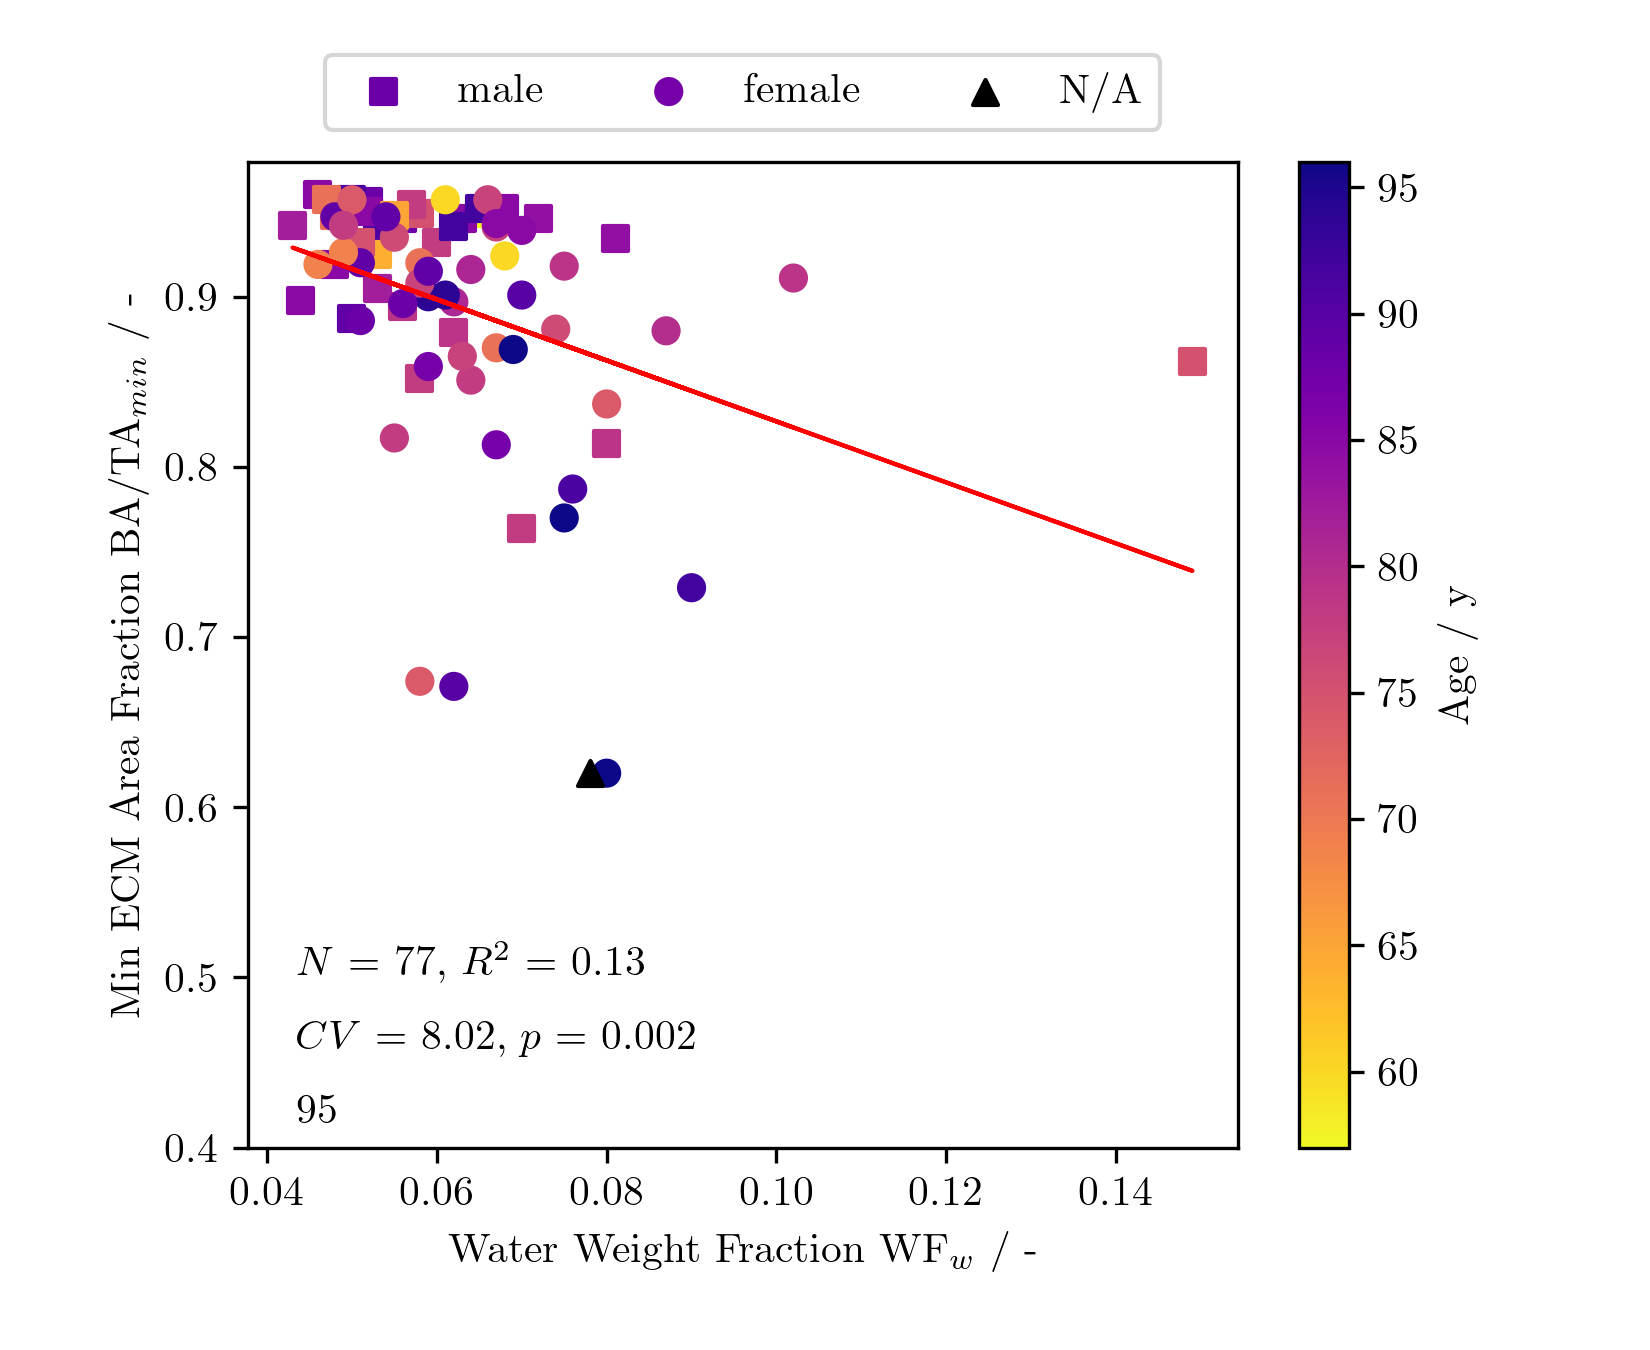 male female N/A
Min ECM Area Fraction BA/TA_min / -
0.9
0.8
0.7
0.6
0.5
0.4
N = 77, R² = 0.13
CV = 8.02, p = 0.002
95
0.04 0.06 0.08 0.10 0.12 0.14
Water Weight Fraction WF_w / -
95
90
85
80
75
70
65
60
Age / y